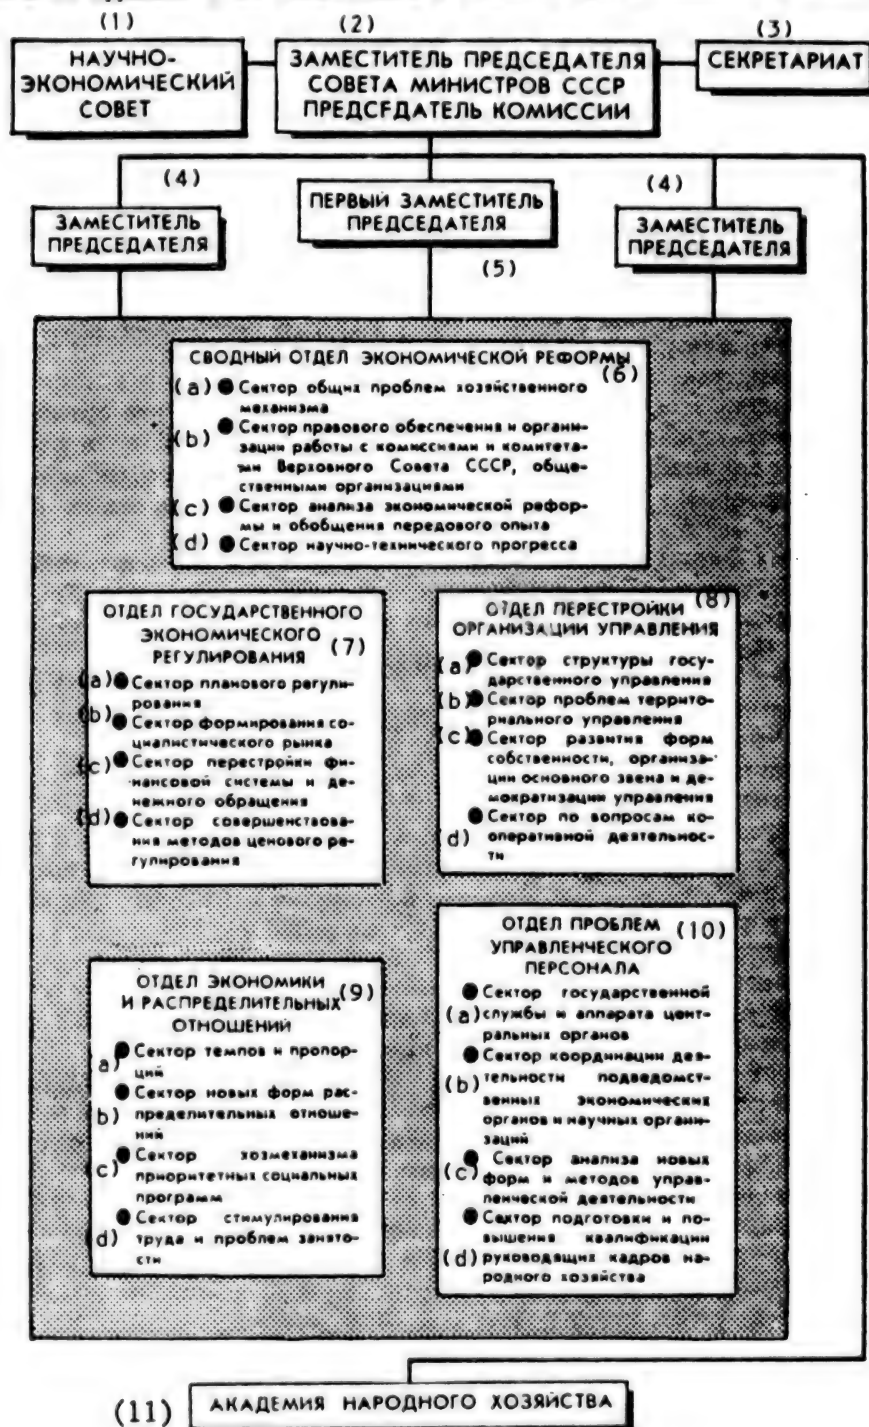 (1)
НАУЧНО-
ЭКОНОМИЧЕСКИЙ
СОВЕТ
(2)
ЗАМЕСТИТЕЛЬ ПРЕДСЕДАТЕЛЯ
СОВЕТА МИНИСТРОВ СССР
ПРЕДСЕДАТЕЛЬ КОМИССИИ
(3)
СЕКРЕТАРИАТ
(4)
ЗАМЕСТИТЕЛЬ
ПРЕДСЕДАТЕЛЯ
ПЕРВЫЙ ЗАМЕСТИТЕЛЬ
ПРЕДСЕДАТЕЛЯ
(5)
(4)
ЗАМЕСТИТЕЛЬ
ПРЕДСЕДАТЕЛЯ
СВОДНЫЙ ОТДЕЛ ЭКОНОМИЧЕСКОЙ РЕФОРМЫ
(6)
(a) ● Сектор общих проблем хозяйственного
механизма
(b) ● Сектор правового обеспечения и органи-
зации работы с комиссиями и комитета-
ми Верховного Совета СССР, обще-
ственными организациями
(c) ● Сектор анализа экономической рефор-
мы и обобщения передового опыта
(d) ● Сектор научно-технического прогресса
ОТДЕЛ ГОСУДАРСТВЕННОГО
ЭКОНОМИЧЕСКОГО
РЕГУЛИРОВАНИЯ (7)
(a) ● Сектор планового регули-
рования
(b) ● Сектор формирования со-
циалистического рынка
(c) ● Сектор перестройки фи-
нансовой системы и де-
нежного обращения
(d) ● Сектор совершенствова-
ния методов ценового ре-
гулирования
(8)
ОТДЕЛ ПЕРЕСТРОЙКИ
ОРГАНИЗАЦИИ УПРАВЛЕНИЯ
(a) ● Сектор структуры госу-
дарственного управления
(b) ● Сектор проблем террито-
риального управления
(c) ● Сектор развития форм
собственности, организа-
ции основного звена и де-
мократизации управления
● Сектор по вопросам ко-
оперативной деятельнос-
(d) ти
ОТДЕЛ ЭКОНОМИКИ
И РАСПРЕДЕЛИТЕЛЬНЫХ (9)
ОТНОШЕНИЙ
● Сектор темпов и пропор-
a) ций
● Сектор новых форм рас-
b) пределительных отноше-
ний
● Сектор хозмеханизма
c) приоритетных социальных
программ
● Сектор стимулирования
(d) труда и проблем занято-
сти
ОТДЕЛ ПРОБЛЕМ
УПРАВЛЕНЧЕСКОГО (10)
ПЕРСОНАЛА
● Сектор государственной
(a) службы и аппарата цент-
ральных органов
● Сектор координации дея-
(b) тельности подведомст-
венных экономических
органов и научных органи-
заций
● Сектор анализа новых
(c) форм и методов управ-
ленческой деятельности
● Сектор подготовки и по-
вышения квалификации
(d) руководящих кадров на-
родного хозяйства
(11) АКАДЕМИЯ НАРОДНОГО ХОЗЯЙСТВА